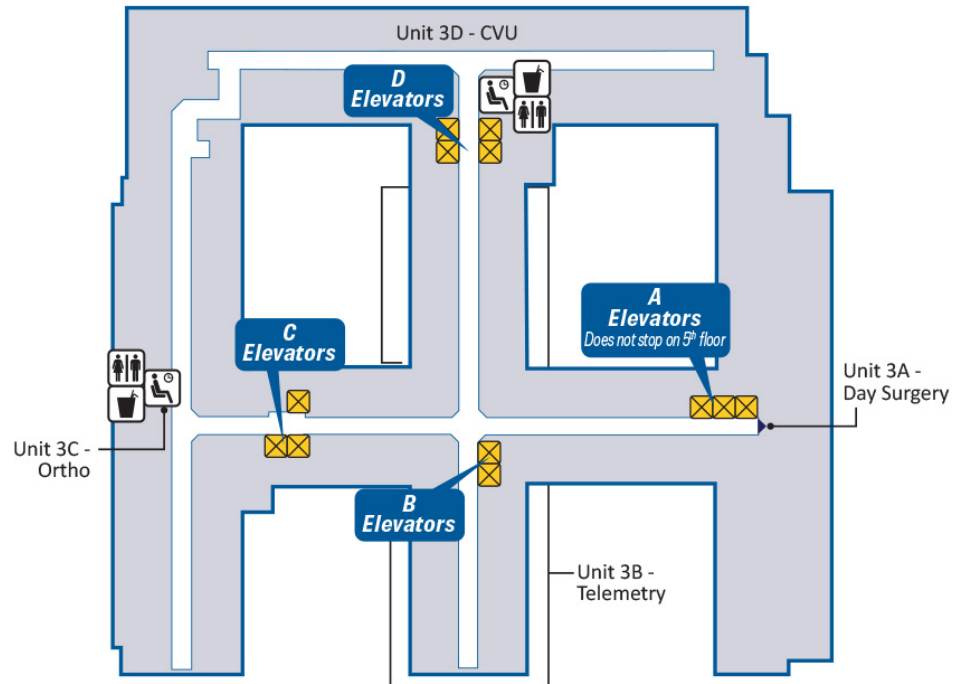 Unit 3D - CVU
D
Elevators
A
Elevators
Does not stop on 5th floor
C
Elevators
Unit 3A -
Day Surgery
Unit 3C -
Ortho
B
Elevators
Unit 3B -
Telemetry